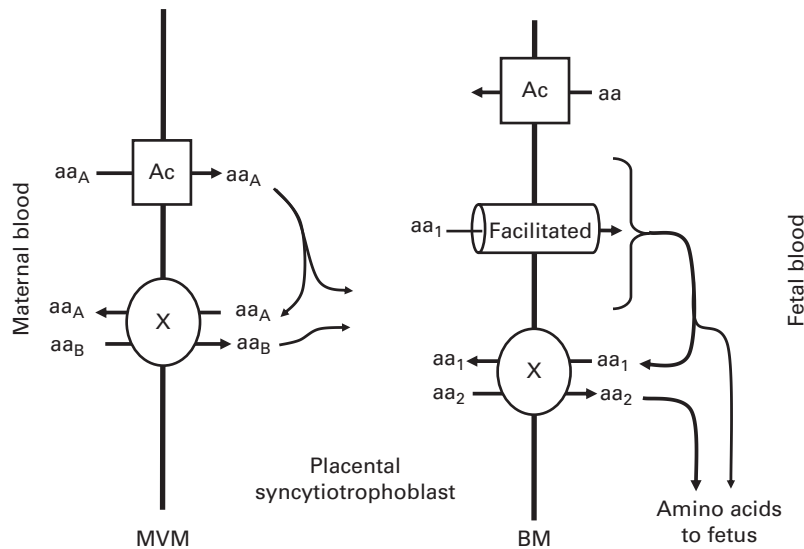 Maternal blood
aa_A
Ac
aa_A
aa_A
X
aa_A
aa_B
aa_B
MVM
Placental
syncytiotrophoblast
Ac
aa
aa_1
Facilitated
aa_1
X
aa_1
aa_2
aa_2
BM
Amino acids
to fetus
Fetal blood